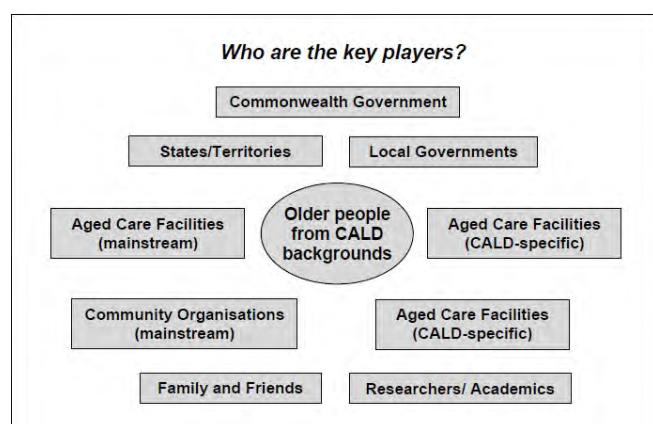 Who are the key players?
Commonwealth Government
States/Territories
Local Governments
Aged Care Facilities
(mainstream)
Older people
from CALD
backgrounds
Aged Care Facilities
(CALD-specific)
Community Organisations
(mainstream)
Aged Care Facilities
(CALD-specific)
Family and Friends
Researchers/ Academics